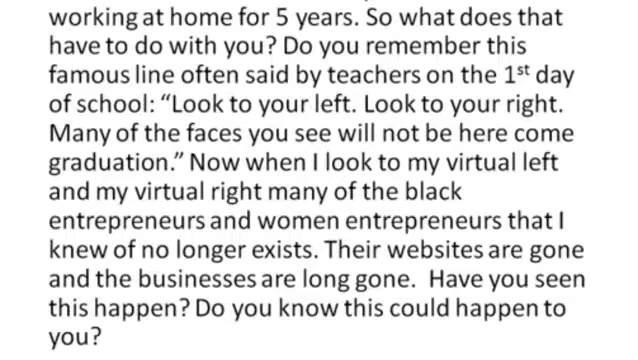 working at home for 5 years. So what does that
have to do with you? Do you remember this
famous line often said by teachers on the 1st day
of school: “Look to your left. Look to your right.
Many of the faces you see will not be here come
graduation.” Now when I look to my virtual left
and my virtual right many of the black
entrepreneurs and women entrepreneurs that I
knew of no longer exists. Their websites are gone
and the businesses are long gone.  Have you seen
this happen? Do you know this could happen to
you?